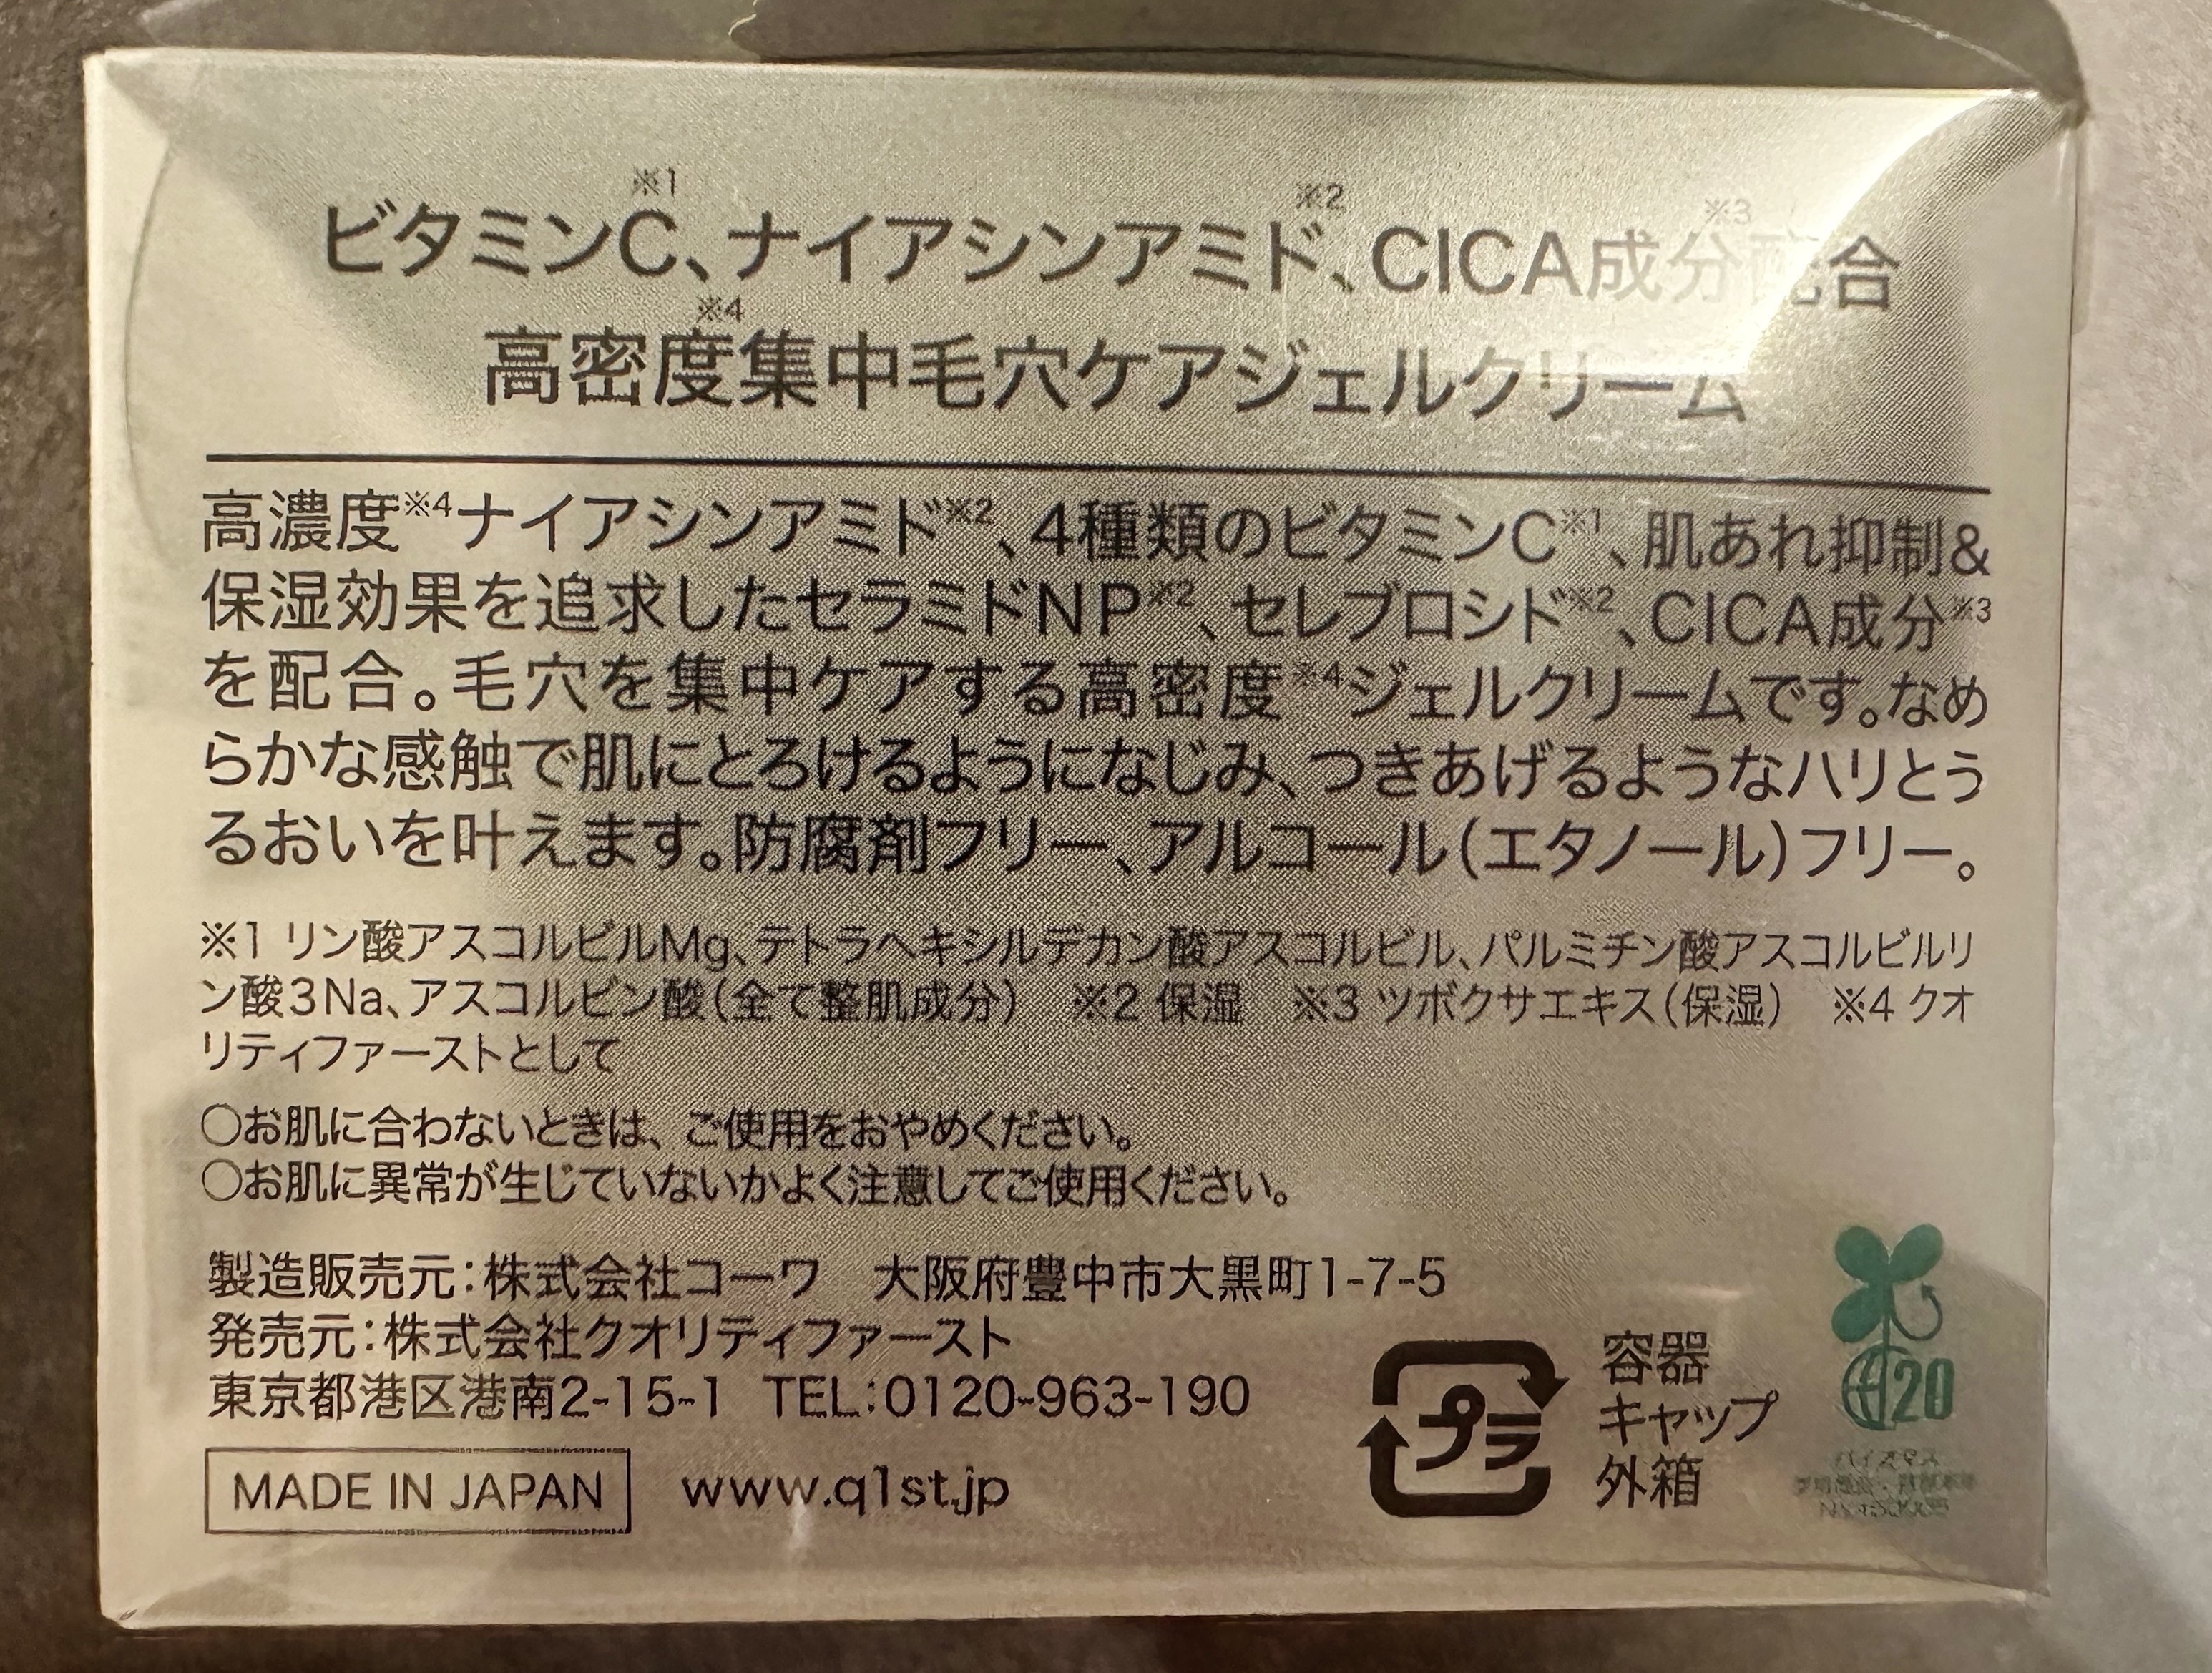 ビタミンC※1、ナイアシンアミド※2、CICA成分※3配合
高密度※4集中毛穴ケアジェルクリーム
高濃度※4ナイアシンアミド※2、4種類のビタミンC※1、肌あれ抑制&
保湿効果を追求したセラミドNP※2、セレブロシド※2、CICA成分※3
を配合。毛穴を集中ケアする高密度※4ジェルクリームです。なめ
らかな感触で肌にとろけるようになじみ、つきあげるようなハリとう
るおいを叶えます。防腐剤フリー、アルコール(エタノール)フリー。
※1 リン酸アスコルビルMg、テトラヘキシルデカン酸アスコルビル、パルミチン酸アスコルビルリ
ン酸3Na、アスコルビン酸(全て整肌成分) ※2 保湿 ※3 ツボクサエキス(保湿) ※4 クオ
リティファーストとして
○お肌に合わないときは、ご使用をおやめください。
○お肌に異常が生じていないかよく注意してご使用ください。
製造販売元:株式会社コーワ 大阪府豊中市大黒町1-7-5
発売元:株式会社クオリティファースト
東京都港区港南2-15-1 TEL:0120-963-190
MADE IN JAPAN www.q1st.jp
プラ
容器
キャップ
外箱
20